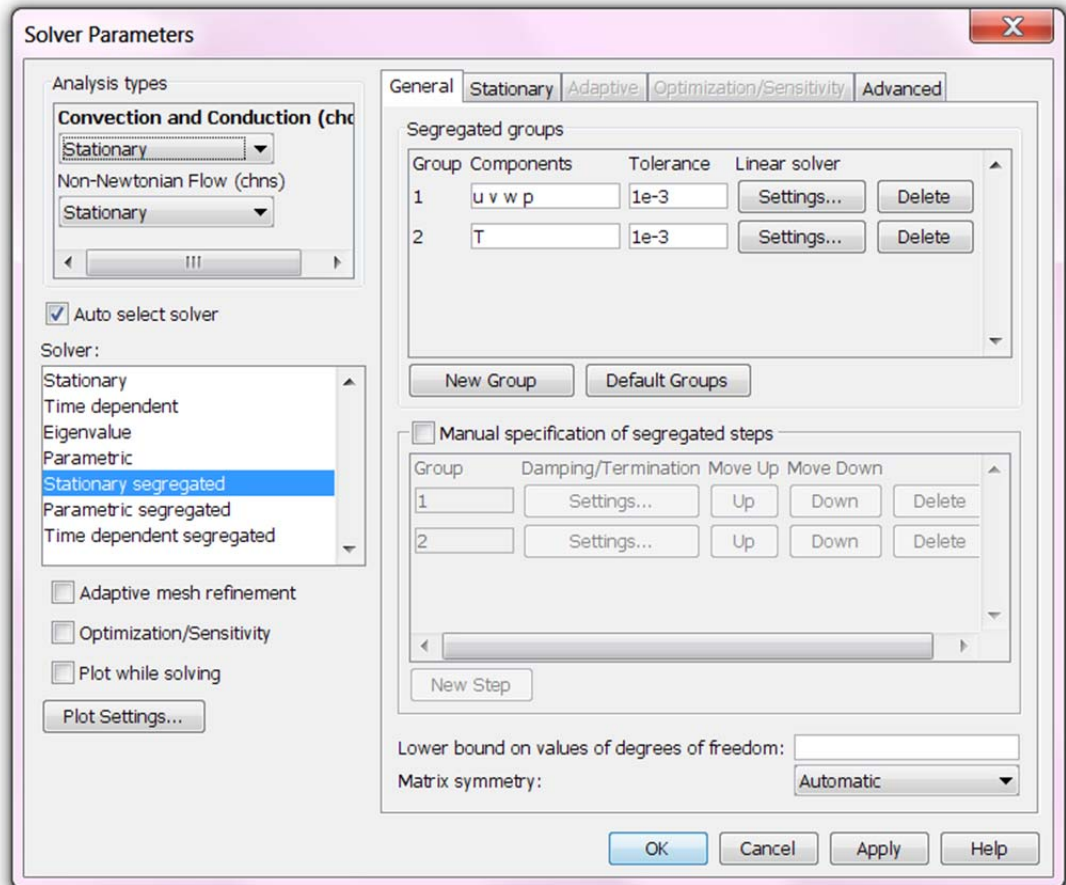 Solver Parameters
Analysis types
Convection and Conduction (chc
Stationary
Non-Newtonian Flow (chns)
Stationary
Auto select solver
Solver:
Stationary
Time dependent
Eigenvalue
Parametric
Stationary segregated
Parametric segregated
Time dependent segregated
Adaptive mesh refinement
Optimization/Sensitivity
Plot while solving
Plot Settings...
General Stationary Adaptive Optimization/Sensitivity Advanced
Segregated groups
Group Components Tolerance Linear solver
1 u v w p 1e-3 Settings... Delete
2 T 1e-3 Settings... Delete
New Group Default Groups
Manual specification of segregated steps
Group Damping/Termination Move Up Move Down
1 Settings... Up Down Delete
2 Settings... Up Down Delete
New Step
Lower bound on values of degrees of freedom:
Matrix symmetry: Automatic
OK Cancel Apply Help